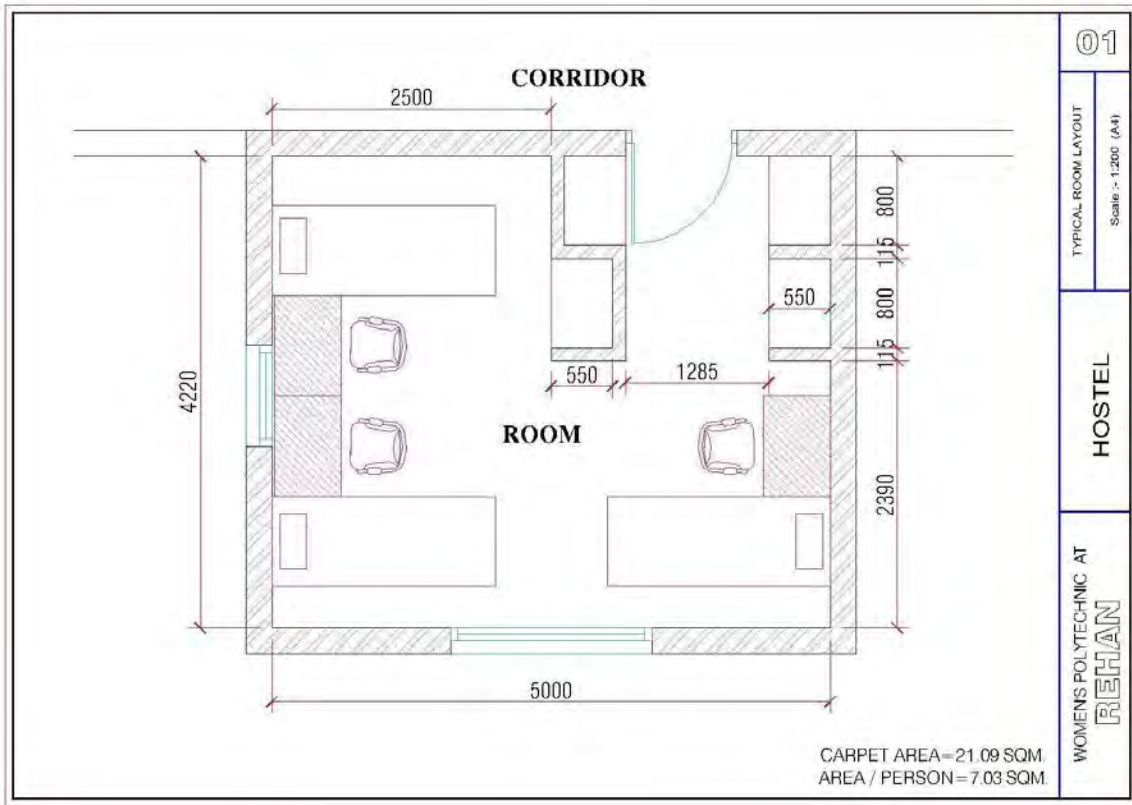 CORRIDOR
2500
800
115
800
115
2390
550
550
1285
4220
ROOM
5000
CARPET AREA=21.09 SQM.
AREA / PERSON=7.03 SQM.
01
TYPICAL ROOM LAYOUT
Scale :- 1:200 (A4)
HOSTEL
WOMEN'S POLYTECHNIC AT
REHAN